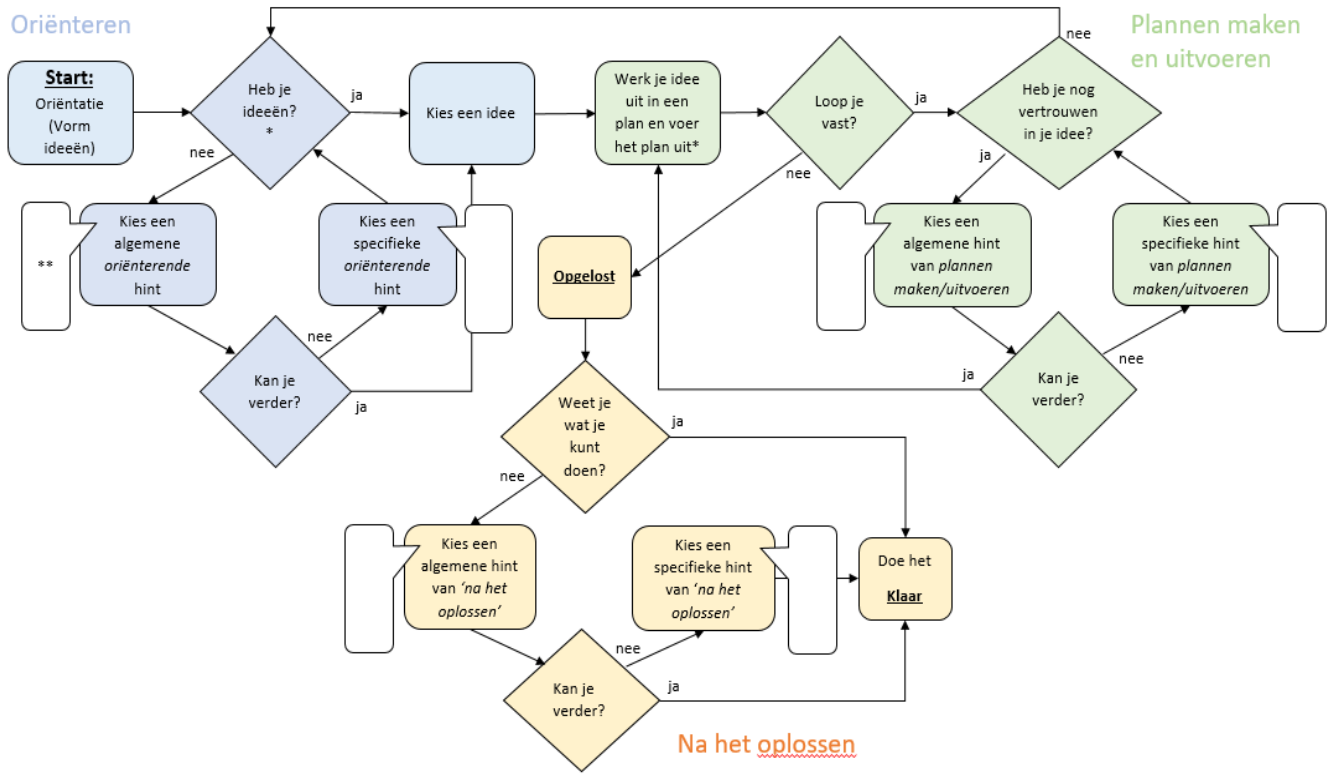 Oriënteren
Plannen maken
en uitvoeren
Start:
Oriëntatie
(Vorm
ideeën)
Heb je
ideeën?
*
ja
nee
Kies een idee
Werk je idee
uit in een
plan en voer
het plan uit*
Loop je
vast?
ja
nee
Heb je nog
vertrouwen
in je idee?
nee
ja
**
Kies een
algemene
oriënterende
hint
Kies een
specifieke
oriënterende
hint
Kan je
verder?
nee
ja
Kies een
algemene hint
van plannen
maken/uitvoeren
Kies een
specifieke hint
van plannen
maken/uitvoeren
Kan je
verder?
ja
nee
Opgelost
Weet je
wat je
kunt
doen?
ja
nee
Kies een
algemene hint
van ‘na het
oplossen’
Kies een
specifieke hint
van ‘na het
oplossen’
Doe het
Klaar
Kan je
verder?
nee
ja
Na het oplossen